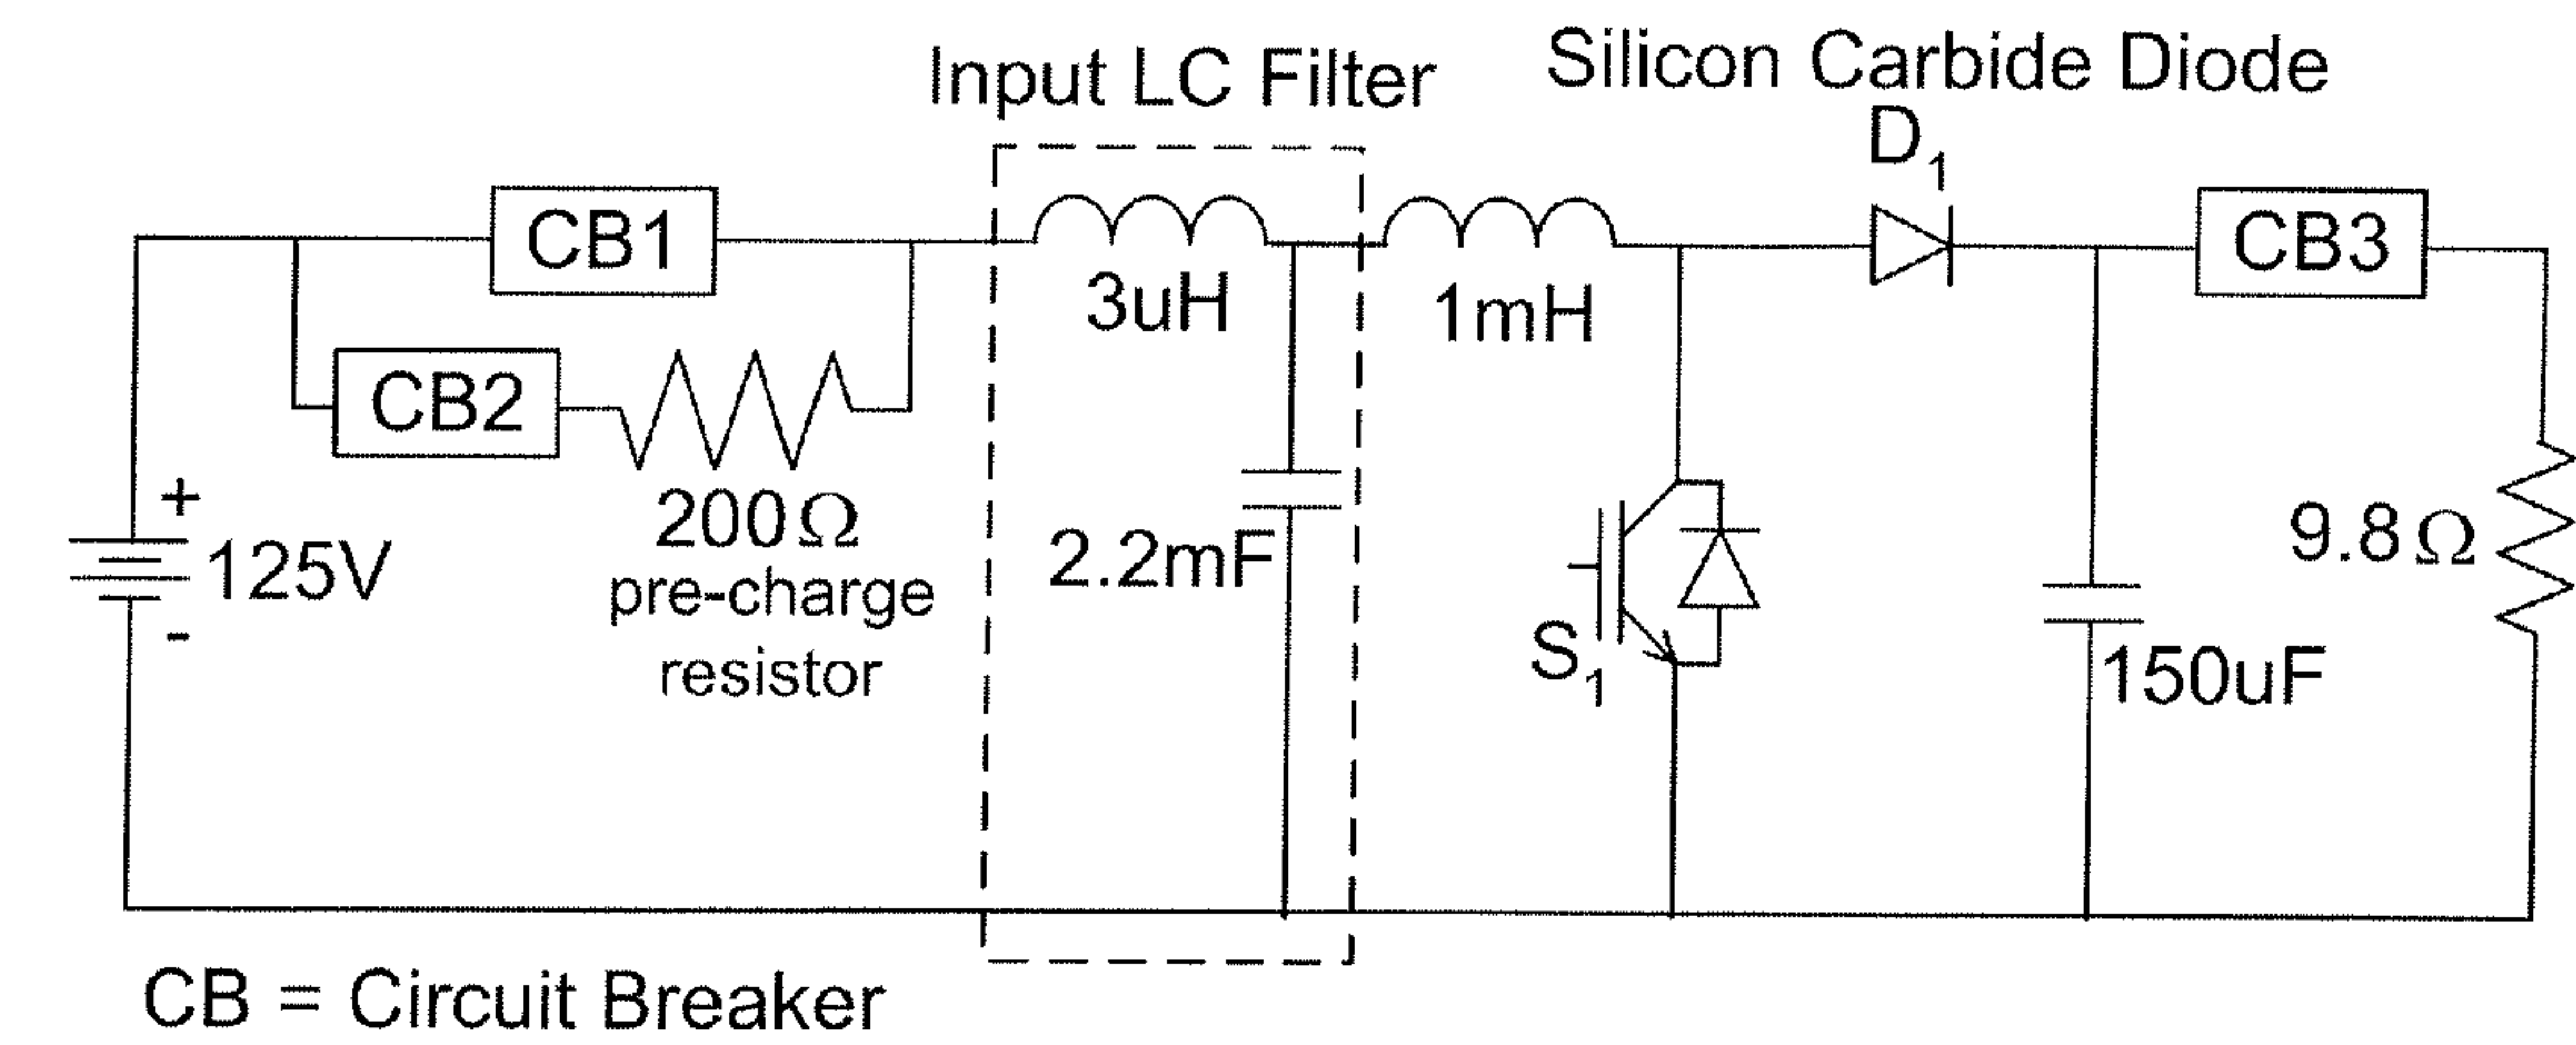 Input LC Filter
Silicon Carbide Diode
D1
CB1
CB3
3uH
1mH
CB2
+
125V
-
200Ω
pre-charge
resistor
2.2mF
S1
9.8Ω
150uF
CB = Circuit Breaker